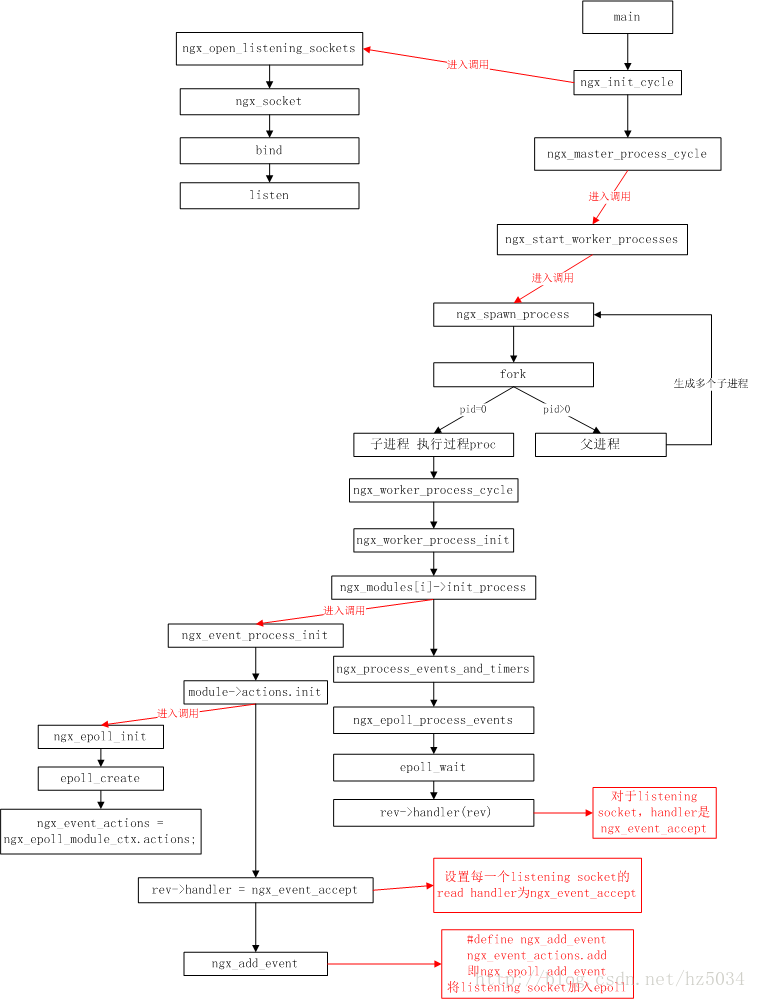 main
ngx_open_listening_sockets
进入调用
ngx_init_cycle
ngx_socket
bind
ngx_master_process_cycle
listen
进入调用
ngx_start_worker_processes
进入调用
ngx_spawn_process
fork
生成多个子进程
pid=0
pid>0
子进程 执行过程proc
父进程
ngx_worker_process_cycle
ngx_worker_process_init
ngx_modules[i]->init_process
进入调用
ngx_event_process_init
ngx_process_events_and_timers
module->actions.init
进入调用
ngx_epoll_process_events
ngx_epoll_init
epoll_wait
epoll_create
rev->handler(rev)
对于listening
socket, handler是
ngx_event_accept
ngx_event_actions =
ngx_epoll_module_ctx.actions;
rev->handler = ngx_event_accept
设置每一个listening socket的
read handler为ngx_event_accept
ngx_add_event
#define ngx_add_event
ngx_event_actions.add
即ngx_epoll_add_event
将listening socket加入epoll
http://blog.csdn.net/hz5034